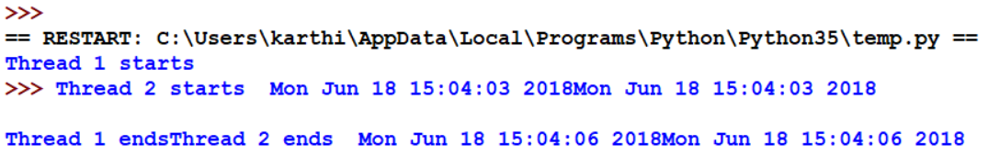 >>>
== RESTART: C:\Users\karthi\AppData\Local\Programs\Python\Python35\temp.py ==
Thread 1 starts
>>> Thread 2 starts  Mon Jun 18 15:04:03 2018Mon Jun 18 15:04:03 2018
Thread 1 endsThread 2 ends  Mon Jun 18 15:04:06 2018Mon Jun 18 15:04:06 2018